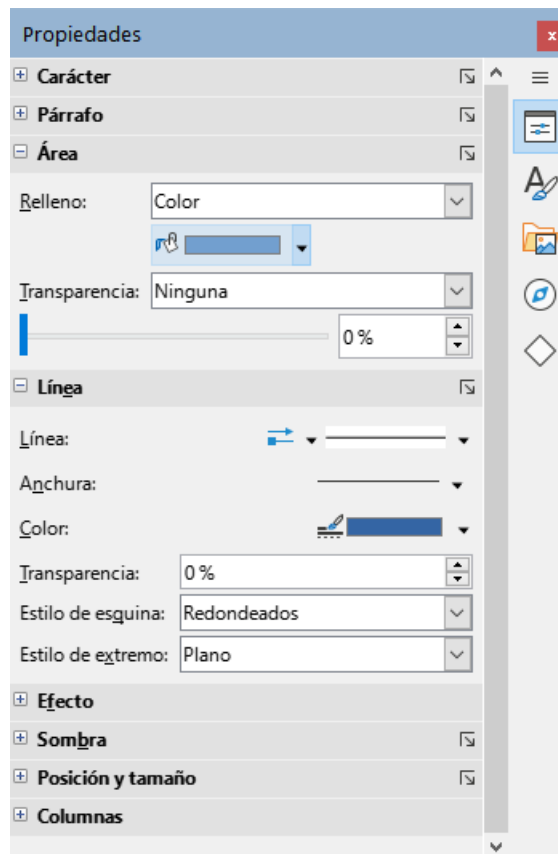 Propiedades
x
Carácter
Párrafo
Área
Relleno: Color
Transparencia: Ninguna
0 %
Línea
Línea:
Anchura:
Color:
Transparencia: 0 %
Estilo de esquina: Redondeados
Estilo de extremo: Plano
Efecto
Sombra
Posición y tamaño
Columnas